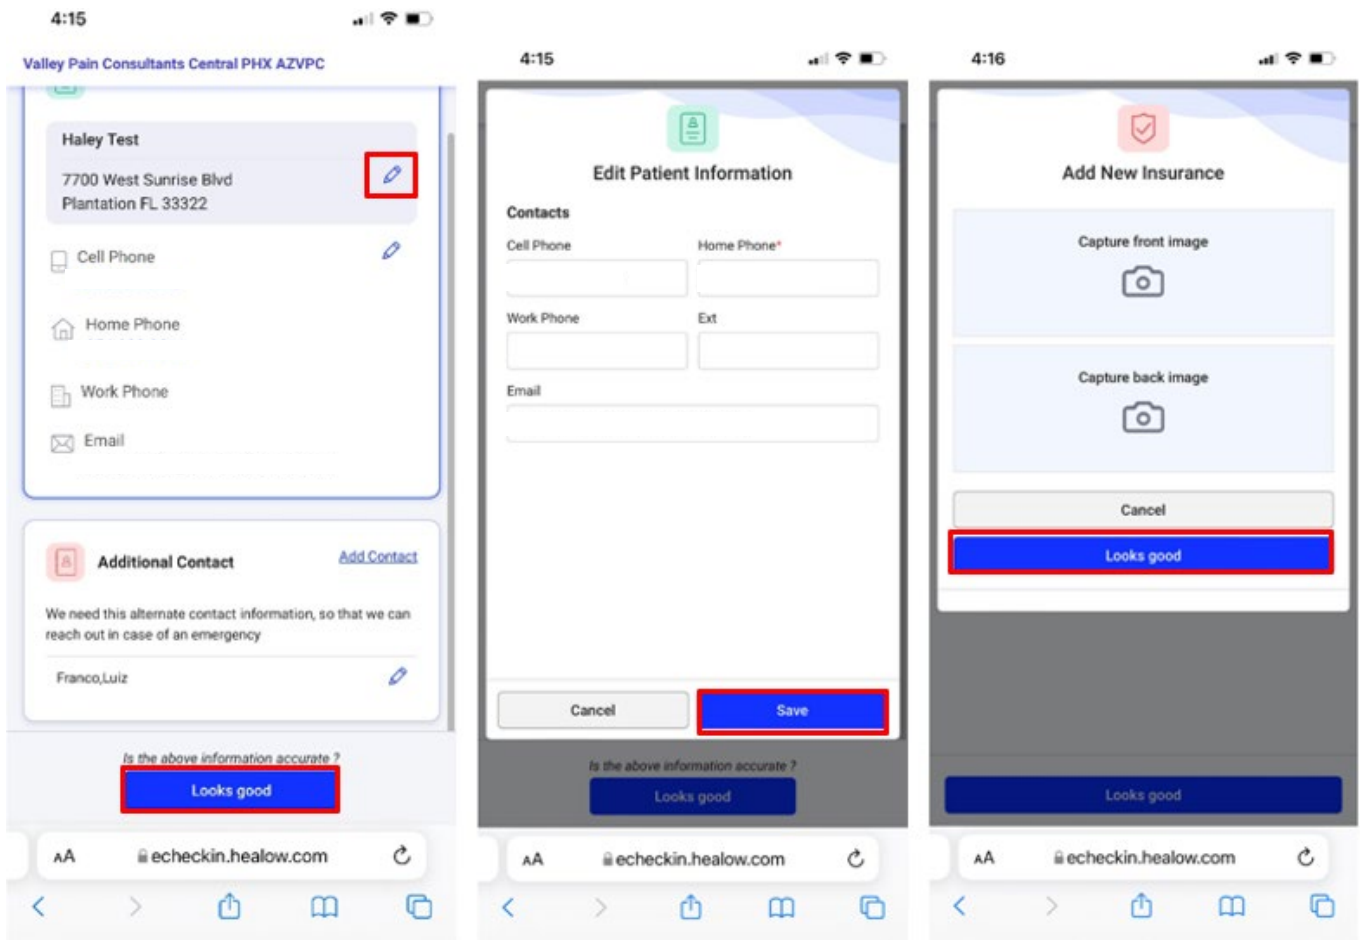 4:15
Valley Pain Consultants Central PHX AZVPC
Haley Test
7700 West Sunrise Blvd
Plantation FL 33322
Cell Phone
Home Phone
Work Phone
Email
Additional Contact
Add Contact
We need this alternate contact information, so that we can
reach out in case of an emergency
Franco,Luiz
Is the above information accurate ?
Looks good
AA
echeckin.healow.com
4:15
Edit Patient Information
Contacts
Cell Phone
Home Phone*
Work Phone
Ext
Email
Cancel
Save
Is the above information accurate ?
Looks good
AA
echeckin.healow.com
4:16
Add New Insurance
Capture front image
Capture back image
Cancel
Looks good
Looks good
AA
echeckin.healow.com